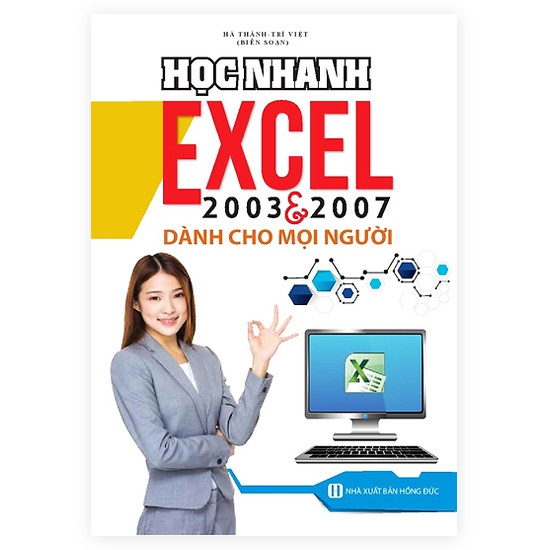 HÀ THÀNH-TRÍ VIỆT
(BIÊN SOẠN)
HỌC NHANH
EXCEL
2003 & 2007
DÀNH CHO MỌI NGƯỜI
NHÀ XUẤT BẢN HỒNG ĐỨC